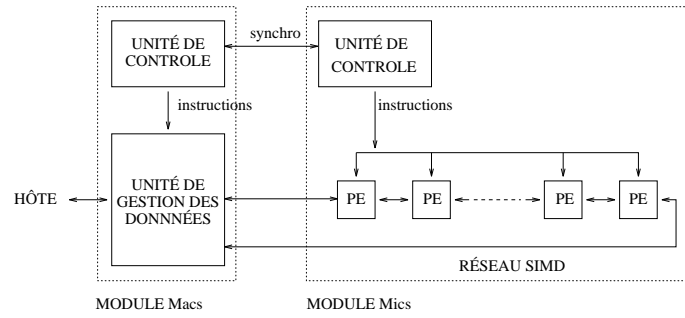 UNITÉ DE
CONTROLE
synchro
UNITÉ DE
CONTROLE
instructions
instructions
HÔTE
UNITÉ DE
GESTION DES
DONNNÉES
PE
PE
PE
PE
RÉSEAU SIMD
MODULE Macs
MODULE Mics